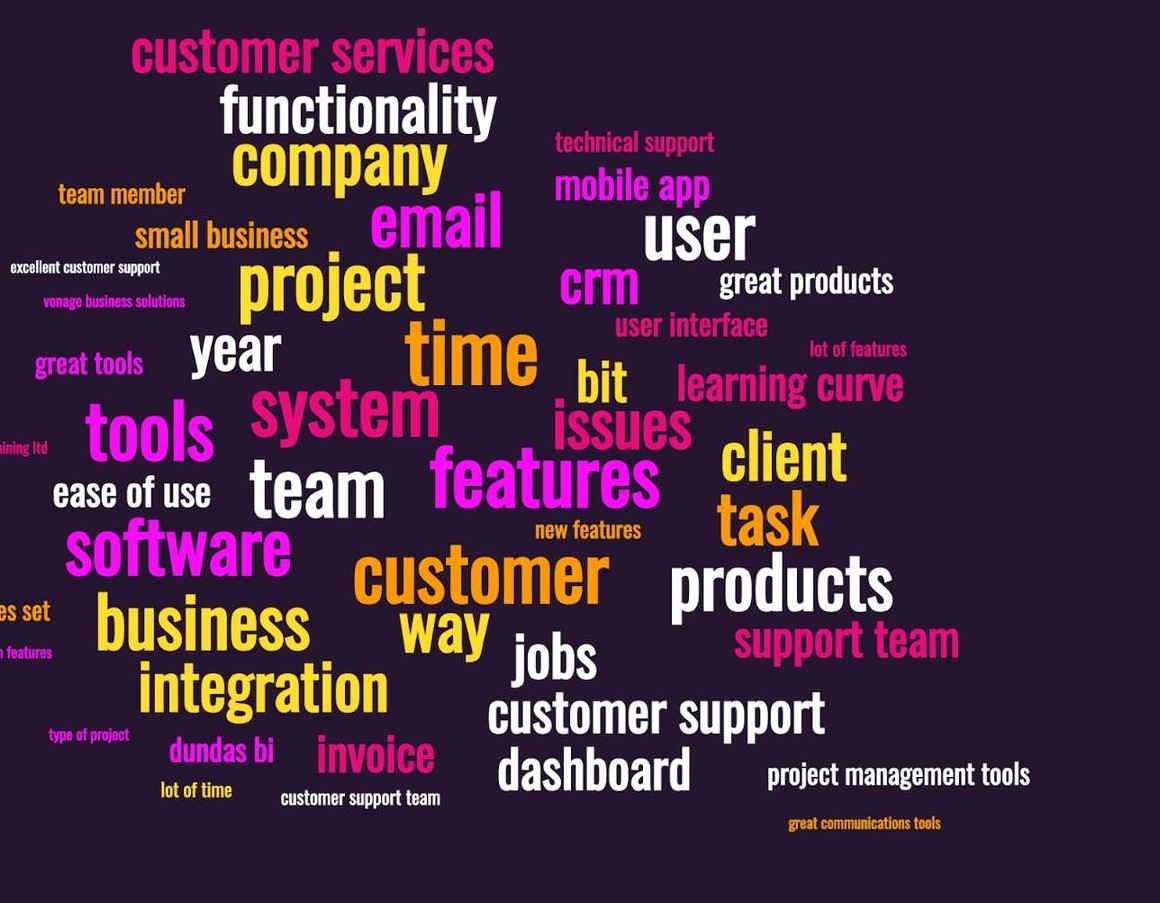 customer services
functionality
company
technical support
team member
mobile app
email
small business
user
excellent customer support
project
crm
great products
vonage business solutions
user interface
year
time
lot of features
great tools
bit
learning curve
system
issues
tools
ining ltd
client
features
team
ease of use
task
new features
software
customer
products
es set
business
way
support team
features
jobs
integration
customer support
type of project
dundas bi
invoice
dashboard
project management tools
lot of time
customer support team
great communications tools